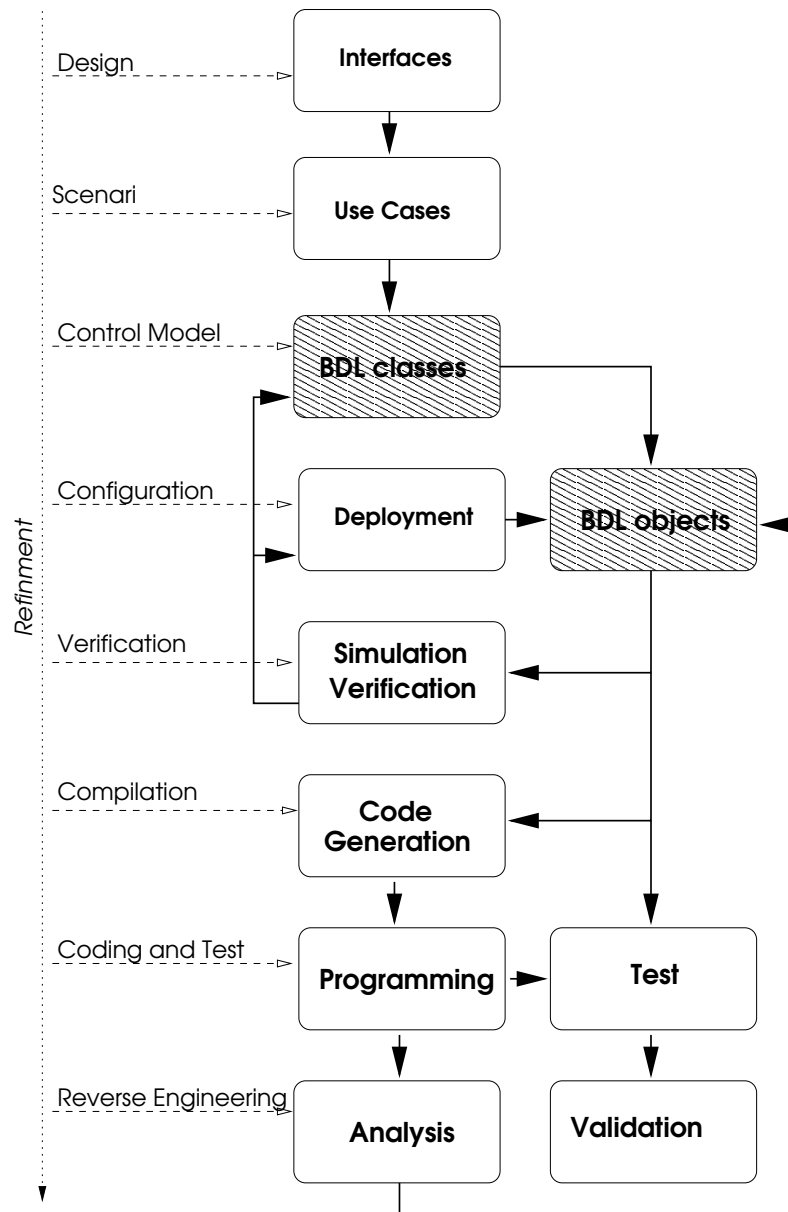 Interfaces
Design
Scenari
Use Cases
Control Model
BDL classes
Configuration
Deployment
BDL objects
Refinment
Verification
Simulation
Verification
Compilation
Code
Generation
Coding and Test
Programming
Test
Reverse Engineering
Analysis
Validation